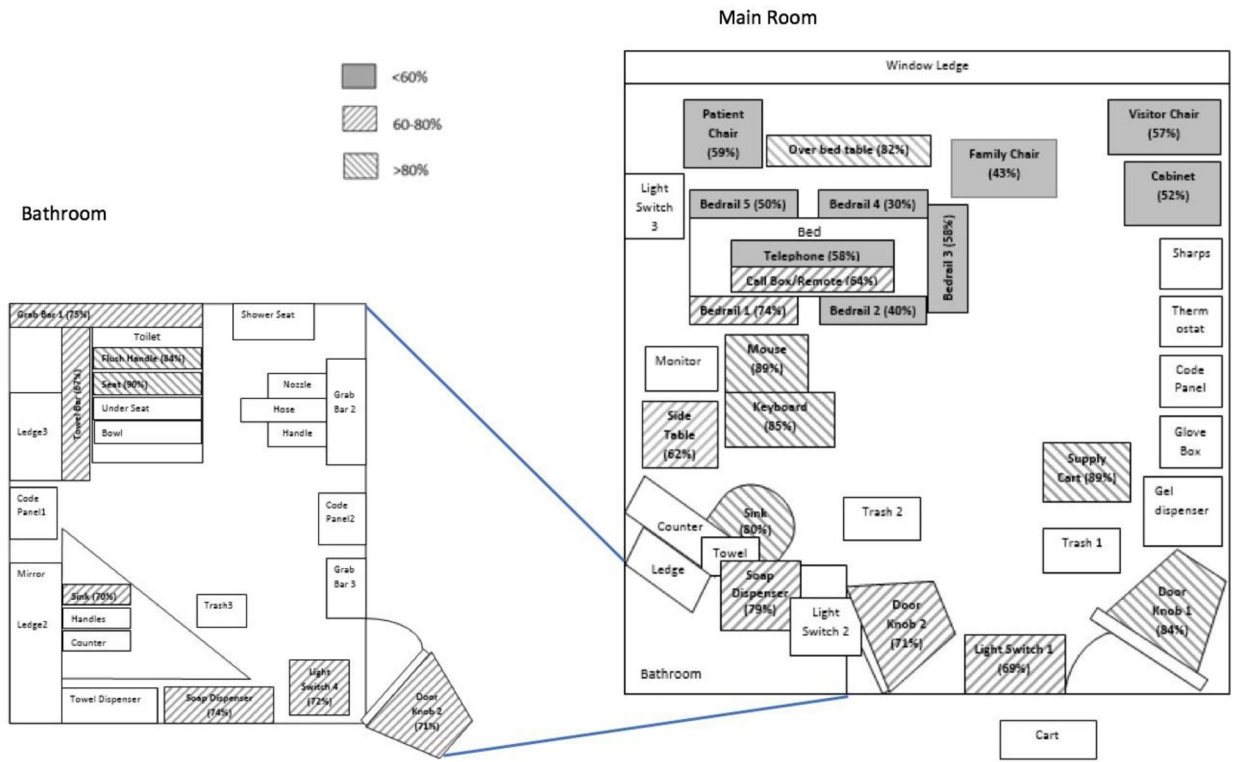 Main Room
<60%
60-80%
>80%
Bathroom
Window Ledge
Patient
Chair
(59%)
Over bed table (82%)
Family Chair
(43%)
Visitor Chair
(57%)
Cabinet
(52%)
Light
Switch
3
Bedrail 5 (50%)
Bedrail 4 (30%)
Bed
Telephone (58%)
Call Box/Remote (64%)
Bedrail 3 (58%)
Bedrail 1 (74%)
Bedrail 2 (40%)
Sharps
Therm
ostat
Code
Panel
Glove
Box
Gel
dispenser
Monitor
Mouse
(89%)
Keyboard
(85%)
Side
Table
(62%)
Supply
Cart (89%)
Trash 2
Trash 1
Counter
Ledge
Sink
(80%)
Towel
Soap
Dispenser
(79%)
Light
Switch 2
Door
Knob 2
(71%)
Light Switch 1
(69%)
Door
Knob 1
(84%)
Bathroom
Cart
Grab Bar 1 (75%)
Toilet
Flush Handle (84%)
Seat (90%)
Under Seat
Bowl
Towel Bar (67%)
Ledge3
Shower Seat
Nozzle
Hose
Handle
Grab
Bar 2
Code
Panel1
Code
Panel2
Mirror
Ledge2
Sink (70%)
Handles
Counter
Trash3
Grab
Bar 3
Towel Dispenser
Soap Dispenser
(74%)
Light
Switch 4
(72%)
Door
Knob 2
(71%)